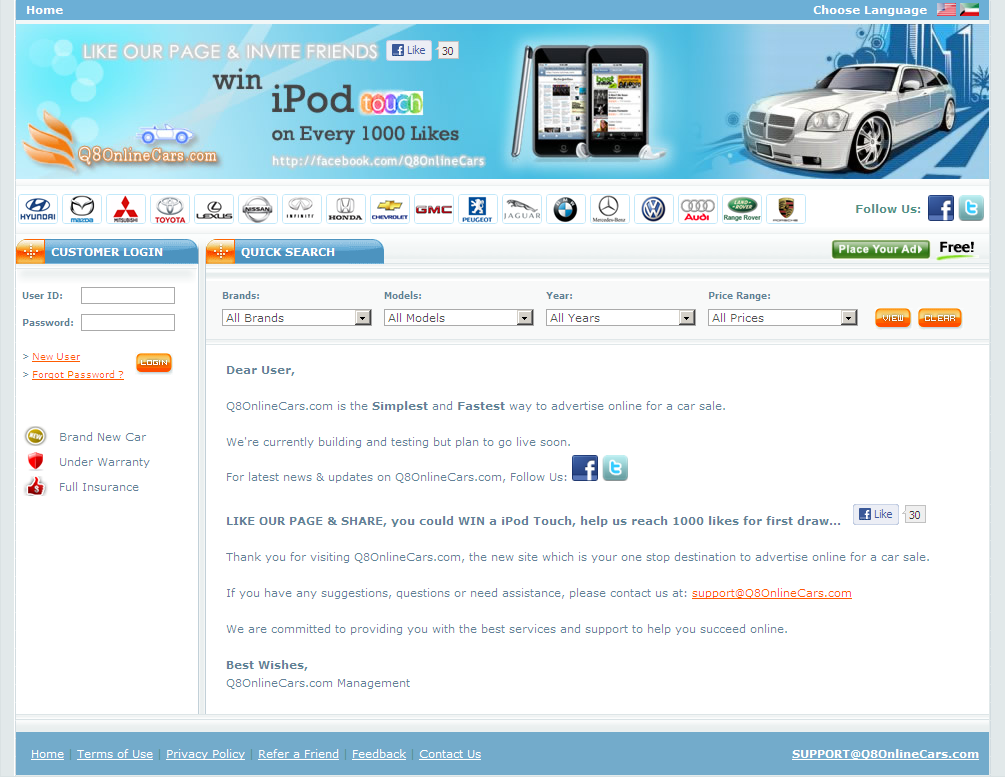 Home
Choose Language
LIKE OUR PAGE & INVITE FRIENDS
Like
30
win
iPod touch
on Every 1000 Likes
http://facebook.com/Q8OnlineCars
Q8OnlineCars.com
HYUNDAI
mazda
MITSUBISHI
TOYOTA
LEXUS
NISSAN
INFINITI
HONDA
CHEVROLET
GMC
PEUGEOT
JAGUAR
BMW
Mercedes-Benz
Audi
LAND ROVER
Range Rover
PORSCHE
Follow Us:
CUSTOMER LOGIN
QUICK SEARCH
Place Your Ad
Free!
User ID:
Password:
> New User
> Forgot Password ?
LOGIN
NEW
Brand New Car
Under Warranty
Full Insurance
Brands:
Models:
Year:
Price Range:
All Brands
All Models
All Years
All Prices
VIEW
CLEAR
Dear User,
Q8OnlineCars.com is the Simplest and Fastest way to advertise online for a car sale.
We're currently building and testing but plan to go live soon.
For latest news & updates on Q8OnlineCars.com, Follow Us:
LIKE OUR PAGE & SHARE, you could WIN a iPod Touch, help us reach 1000 likes for first draw...
Like
30
Thank you for visiting Q8OnlineCars.com, the new site which is your one stop destination to advertise online for a car sale.
If you have any suggestions, questions or need assistance, please contact us at: support@Q8OnlineCars.com
We are committed to providing you with the best services and support to help you succeed online.
Best Wishes,
Q8OnlineCars.com Management
Home | Terms of Use | Privacy Policy | Refer a Friend | Feedback | Contact Us
SUPPORT@Q8OnlineCars.com